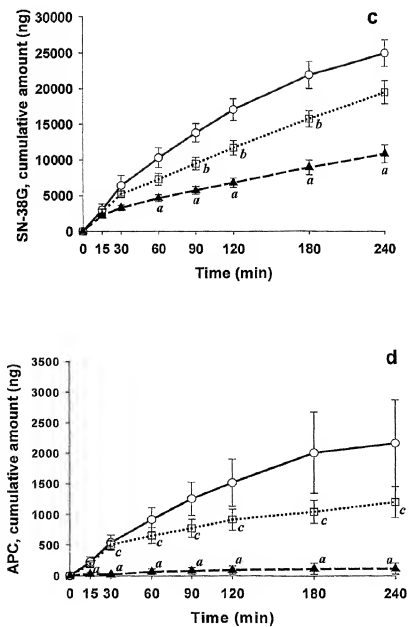 c
SN-38G, cumulative amount (ng)
30000
25000
20000
15000
10000
5000
0
b
b
b
a
a
a
a
a
0 15 30 60 90 120 180 240
Time (min)
d
APC, cumulative amount (ng)
3500
3000
2500
2000
1500
1000
500
0
c
c
c
c
c
c
a
a
a
a
a
a
a
0 15 30 60 90 120 180 240
Time (min)